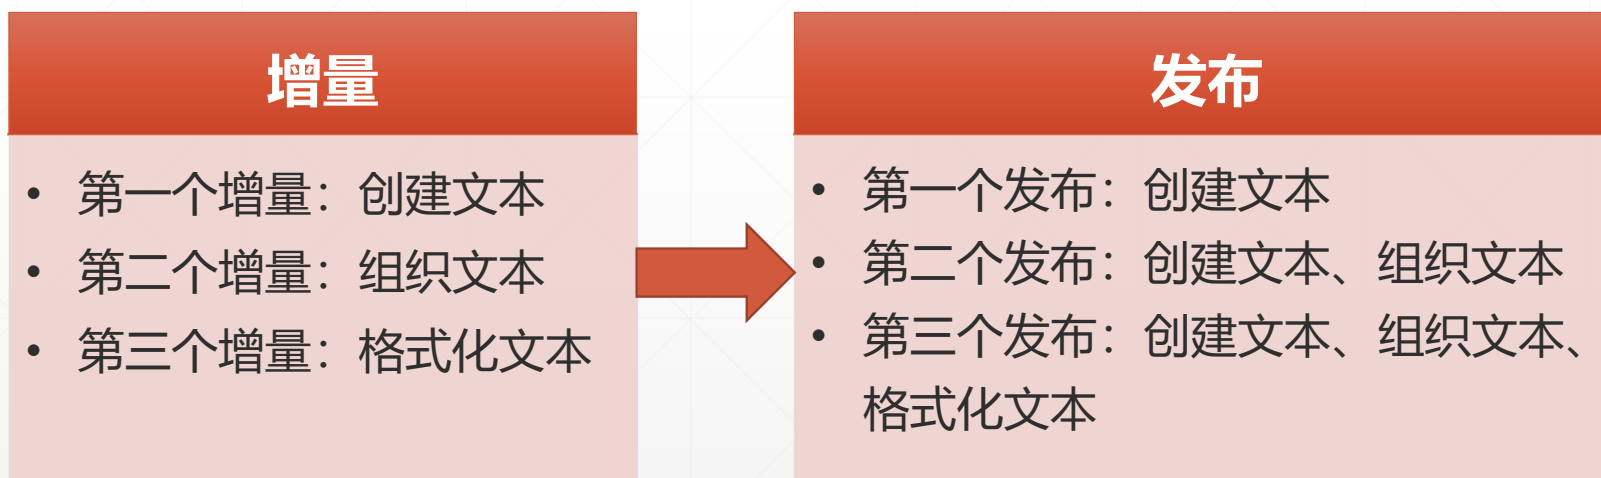 增量
• 第一个增量：创建文本
• 第二个增量：组织文本
• 第三个增量：格式化文本
发布
• 第一个发布：创建文本
• 第二个发布：创建文本、组织文本
• 第三个发布：创建文本、组织文本、
格式化文本